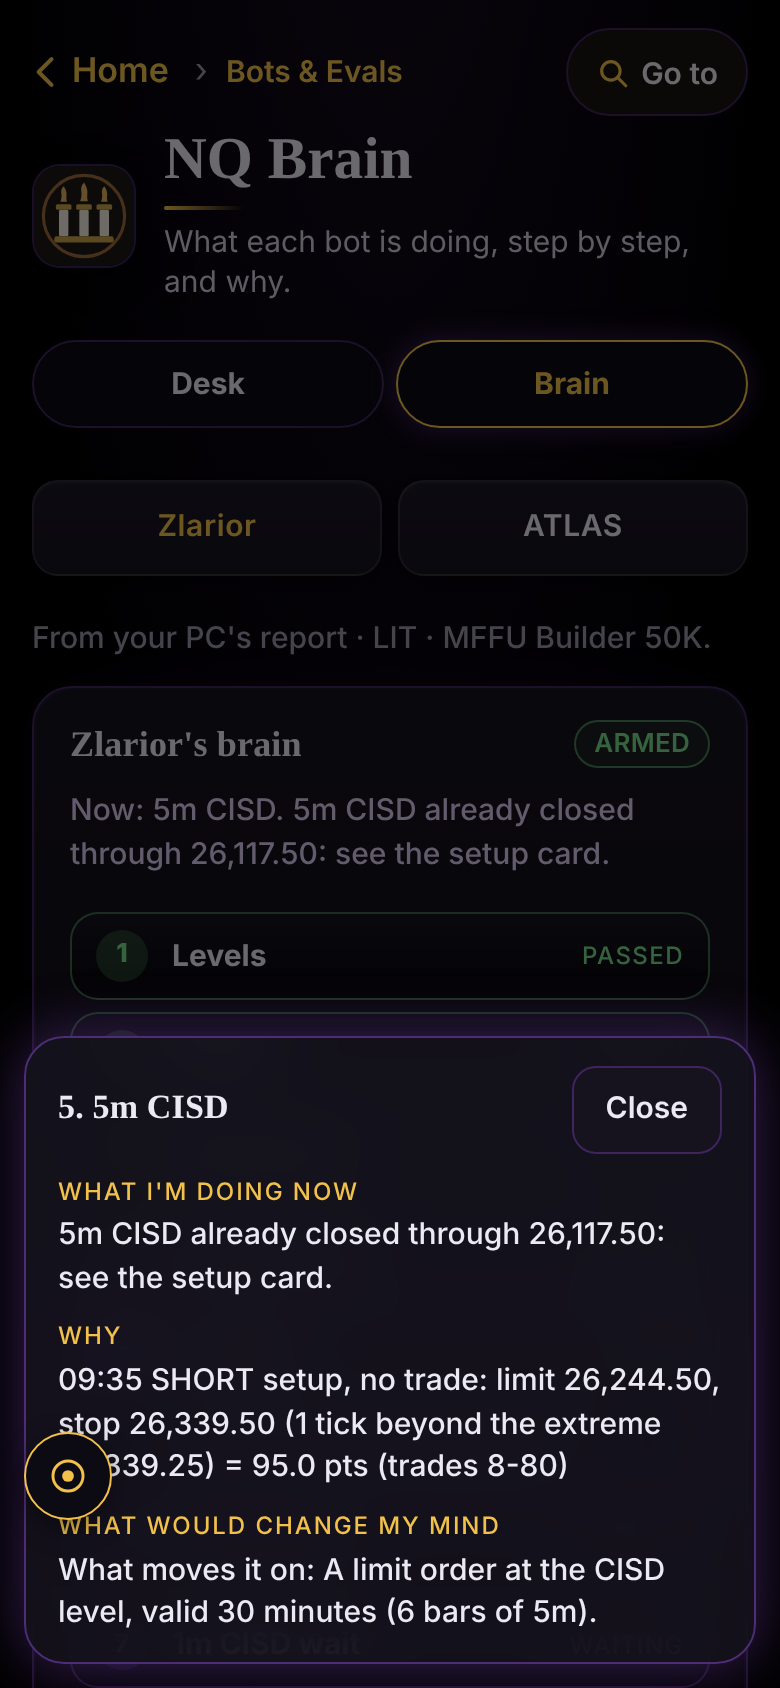 Home › Bots & Evals
Go to
NQ Brain
What each bot is doing, step by step,
and why.
Desk
Brain
Zlarior
ATLAS
From your PC's report · LIT · MFFU Builder 50K.
Zlarior's brain
ARMED
Now: 5m CISD. 5m CISD already closed
through 26,117.50: see the setup card.
1 Levels PASSED
5. 5m CISD
Close
WHAT I'M DOING NOW
5m CISD already closed through 26,117.50:
see the setup card.
WHY
09:35 SHORT setup, no trade: limit 26,244.50,
stop 26,339.50 (1 tick beyond the extreme
339.25) = 95.0 pts (trades 8-80)
WHAT WOULD CHANGE MY MIND
What moves it on: A limit order at the CISD
level, valid 30 minutes (6 bars of 5m).
7 1m CISD wait WAITING